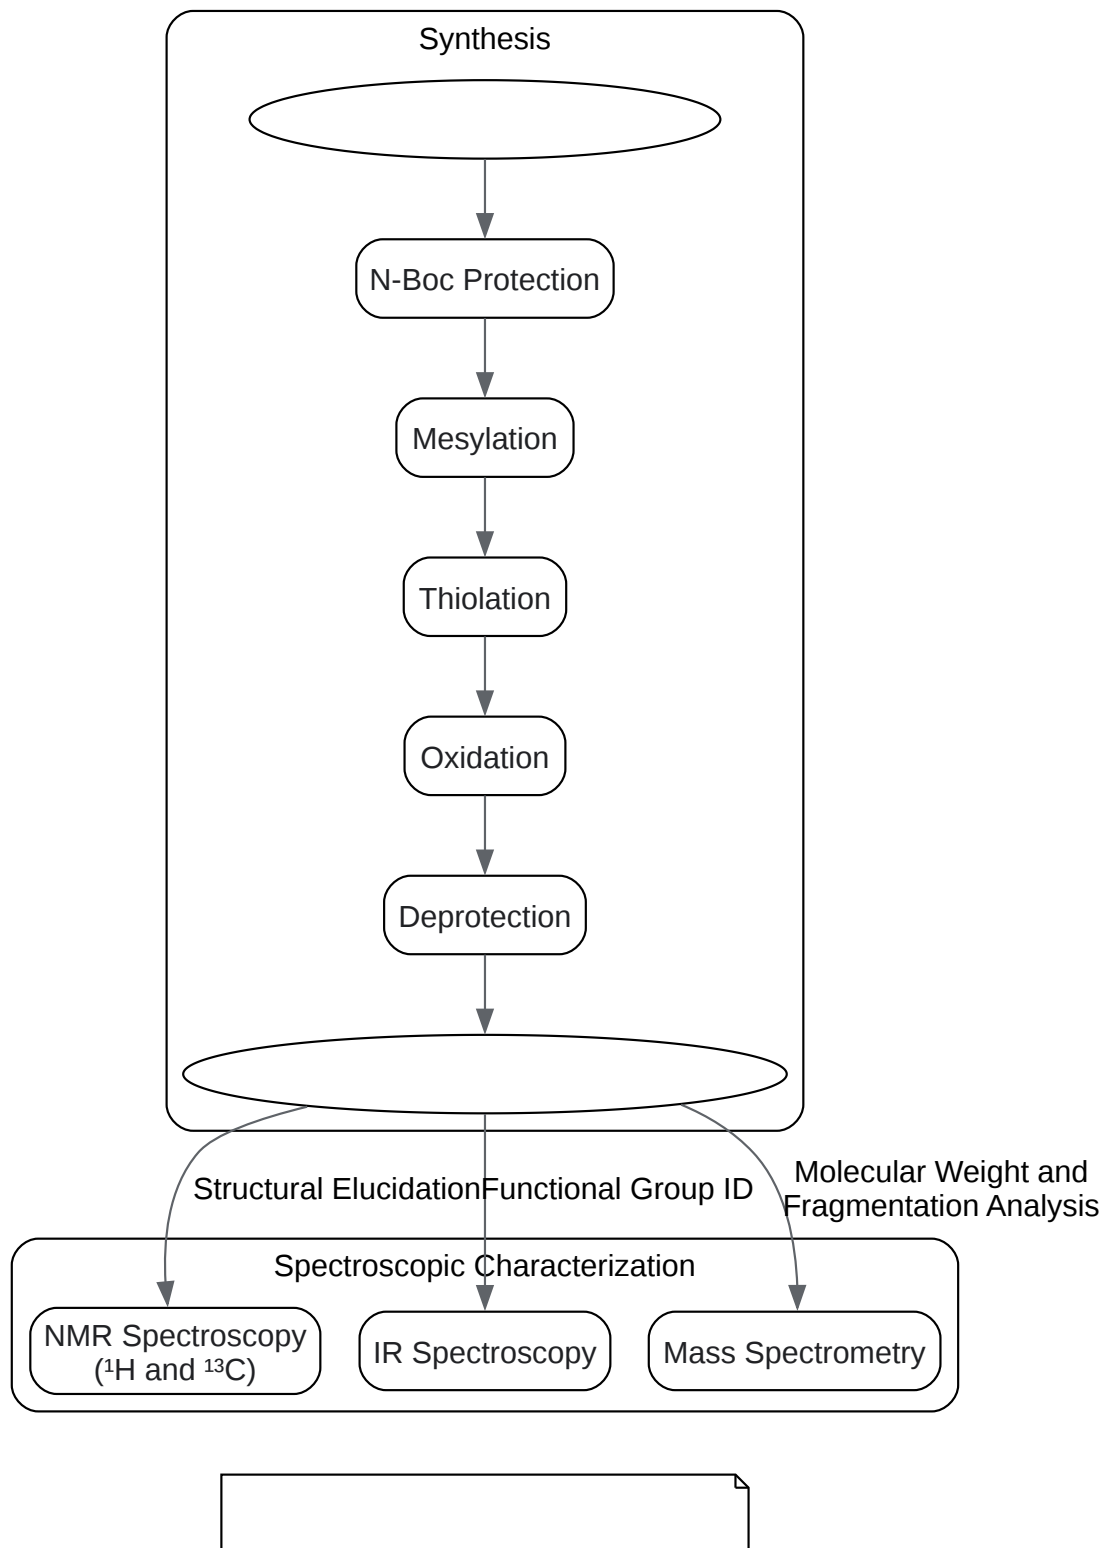 Synthesis
N-Boc Protection
Mesylation
Thiolation
Oxidation
Deprotection
Structural Elucidation
Functional Group ID
Molecular Weight and
Fragmentation Analysis
Spectroscopic Characterization
NMR Spectroscopy
(¹H and ¹³C)
IR Spectroscopy
Mass Spectrometry